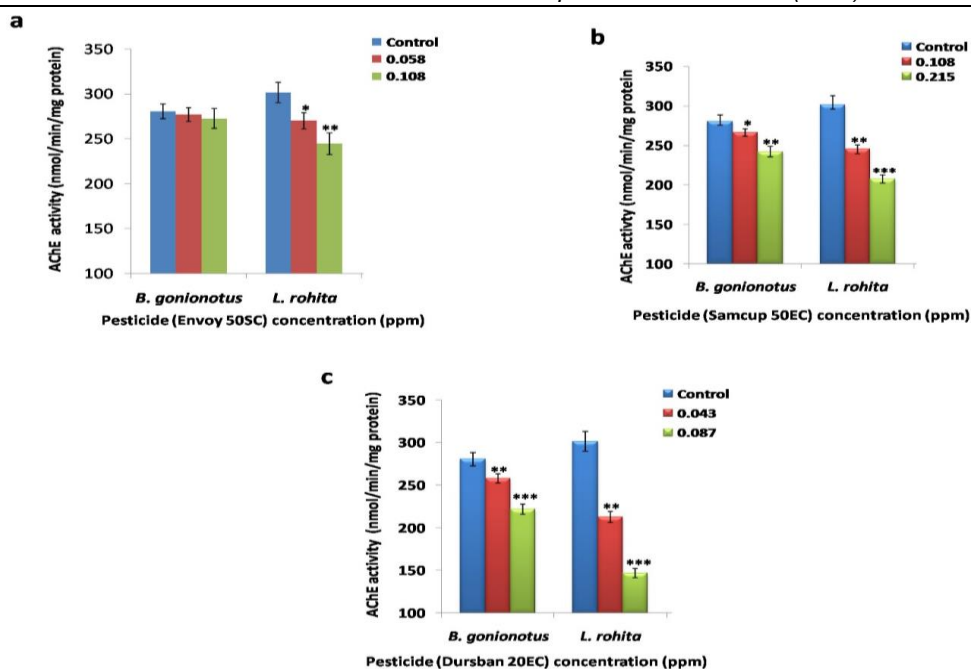 a
Control
0.058
0.108
AChE activity (nmol/min/mg protein)
350
300
250
200
150
100
*
**
B. gonionotus L. rohita
Pesticide (Envoy 50SC) concentration (ppm)
b
Control
0.108
0.215
AChE activty (nmol/min/mg protein)
350
300
250
200
150
100
*
**
**
***
B. gonionotus L. rohita
Pesticide (Samcup 50EC) concentration (ppm)
c
Control
0.043
0.087
AChE activity (nmol/min/mg protein)
350
300
250
200
150
100
**
***
**
***
B. gonionotus L. rohita
Pesticide (Dursban 20EC) concentration (ppm)